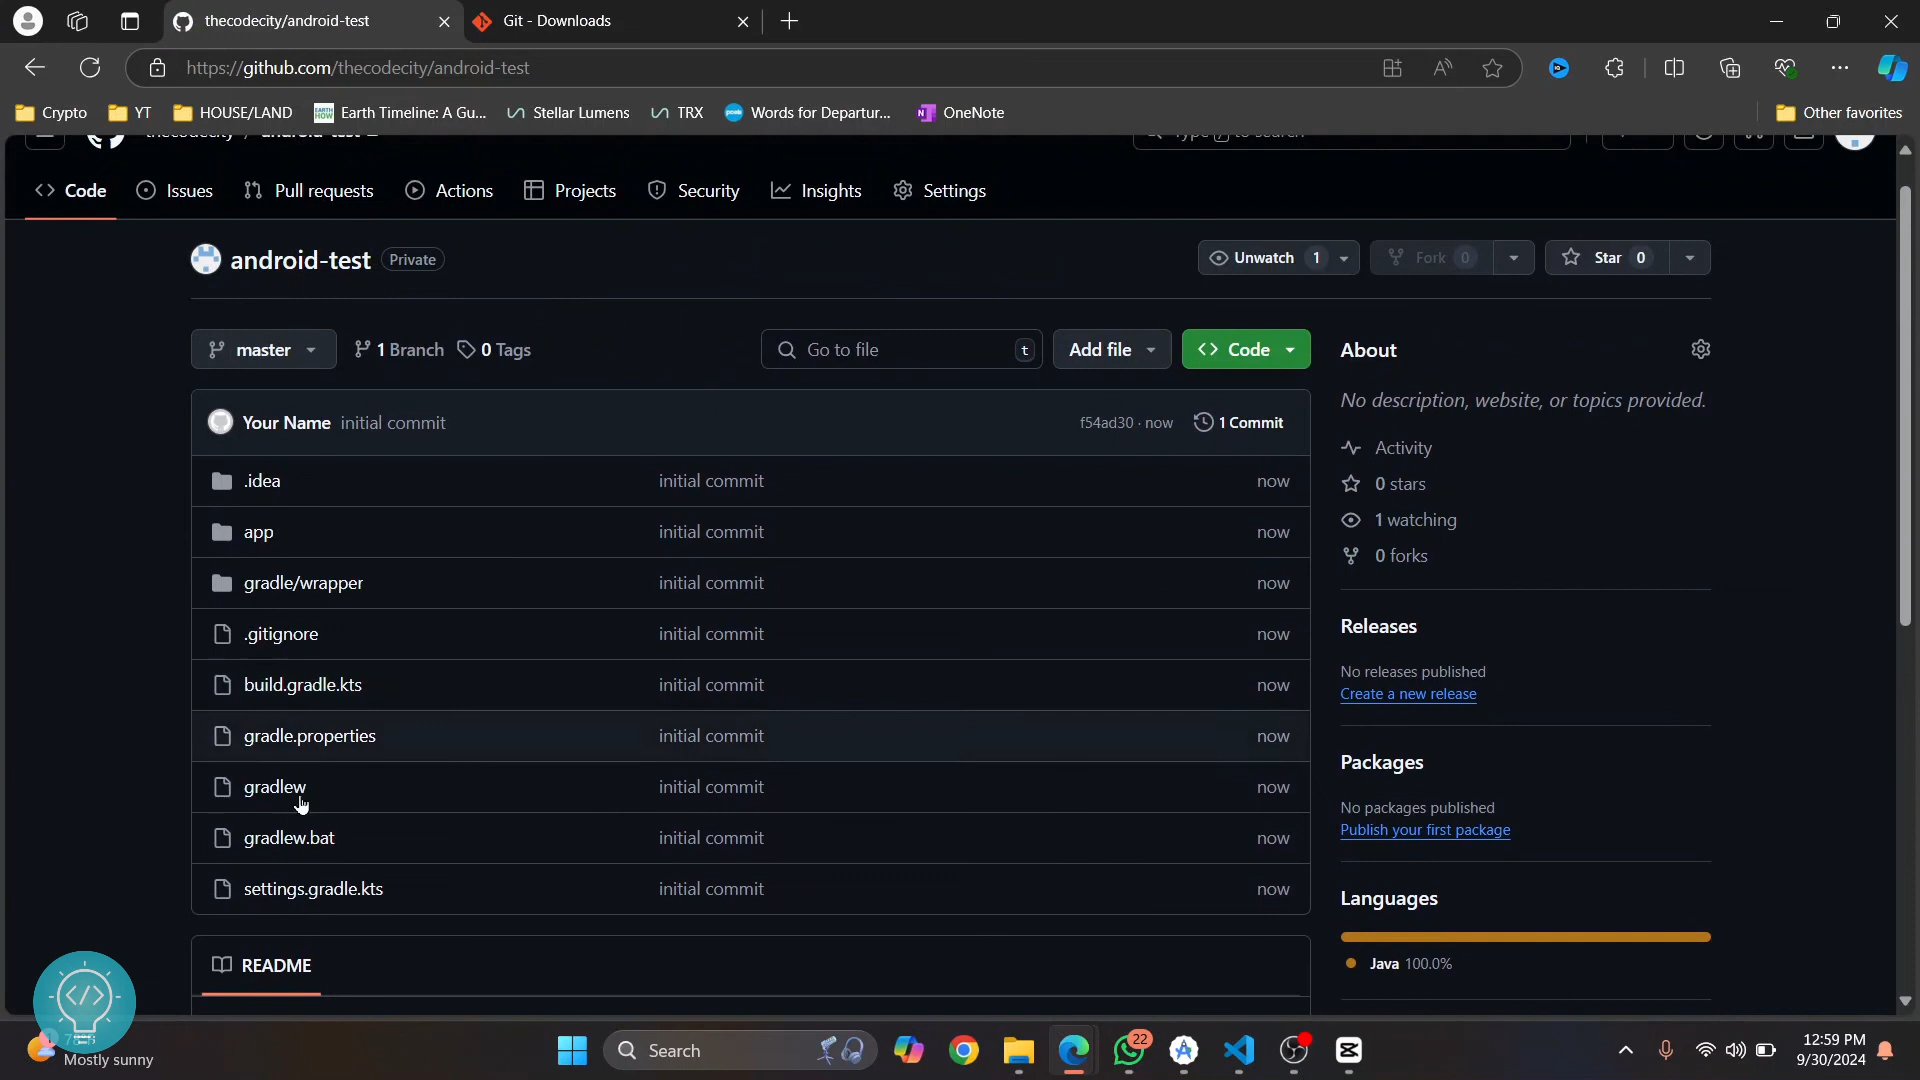 thecodecity/android-test
Git - Downloads
https://github.com/thecodecity/android-test
Crypto
YT
HOUSE/LAND
Earth Timeline: A Gu...
Stellar Lumens
TRX
Words for Departur...
OneNote
Other favorites
Code
Issues
Pull requests
Actions
Projects
Security
Insights
Settings
android-test
Private
Unwatch 1
Fork 0
Star 0
master
1 Branch
0 Tags
Go to file
t
Add file
Code
About
No description, website, or topics provided.
Your Name initial commit
f54ad30 · now
1 Commit
Activity
0 stars
1 watching
0 forks
.idea initial commit now
app initial commit now
gradle/wrapper initial commit now
.gitignore initial commit now
build.gradle.kts initial commit now
gradle.properties initial commit now
gradlew initial commit now
gradlew.bat initial commit now
settings.gradle.kts initial commit now
Releases
No releases published
Create a new release
Packages
No packages published
Publish your first package
Languages
Java 100.0%
README
Mostly sunny
Search
22
12:59 PM
9/30/2024